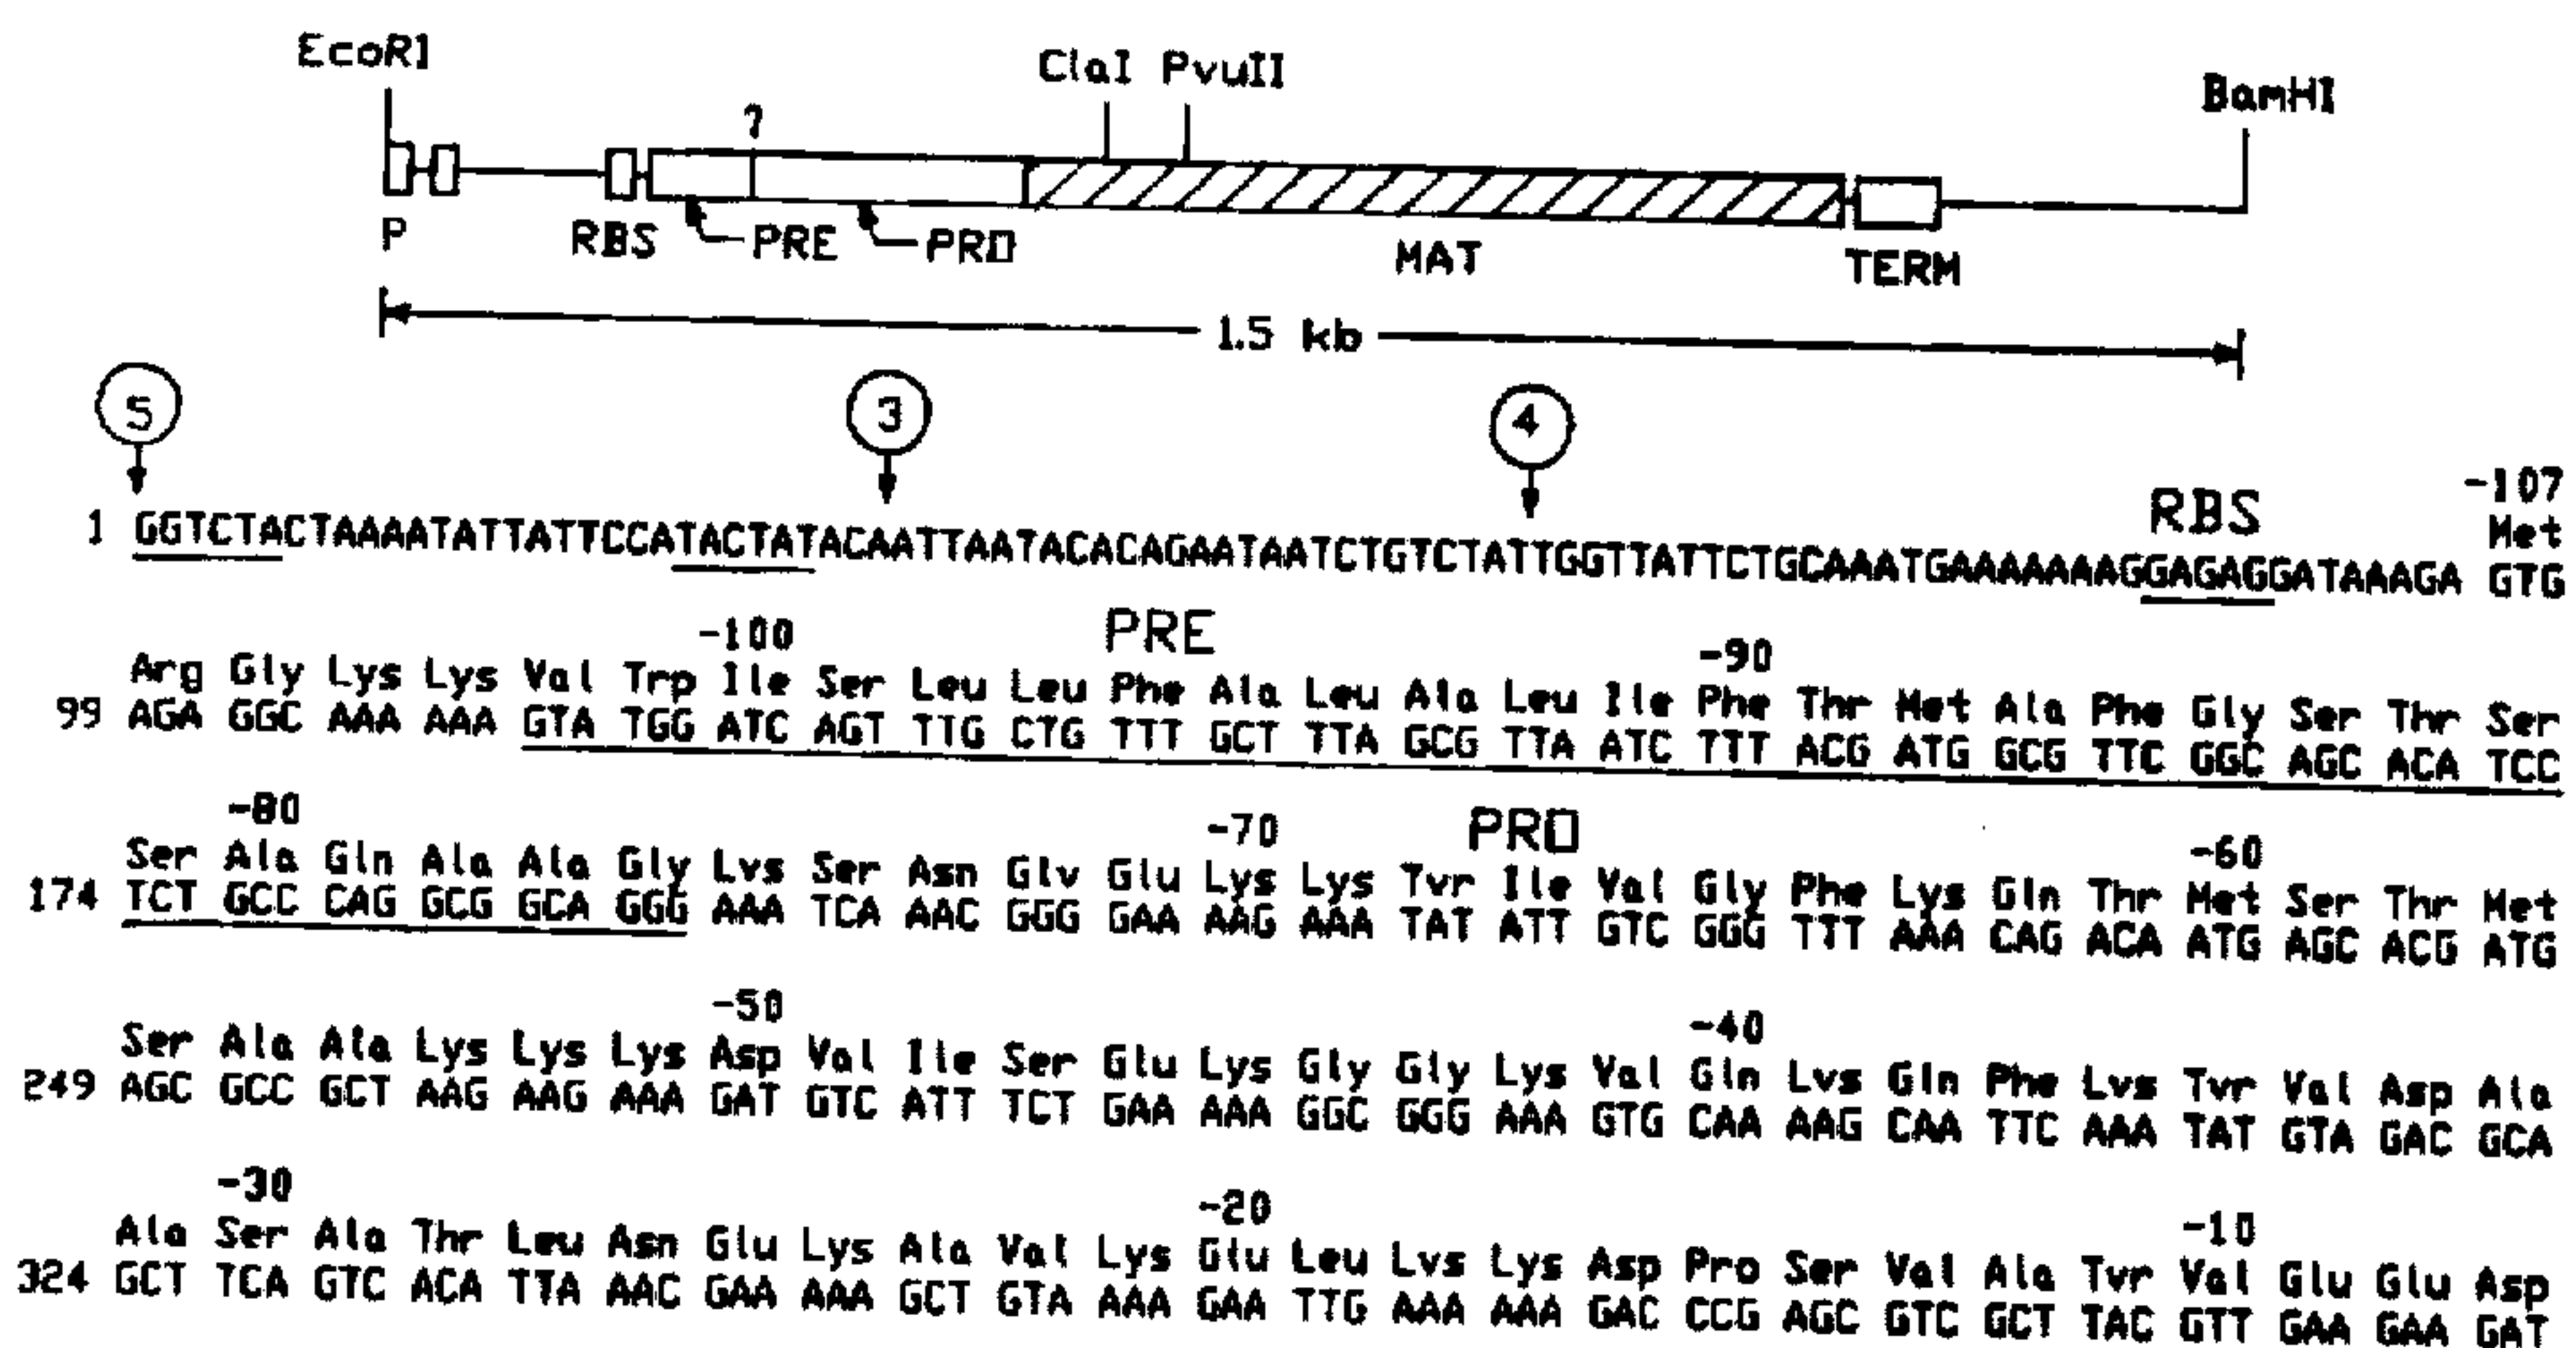 EcoRI ClaI PvuII BamHI
?
P RBS PRE PRO MAT TERM
1.5 kb
5 3 4
RBS -107
Met
1 GGTCTACTAAAATATTATTCCATACTATACAATTAATACACAGAATAATCTGTCTATTGGTTATTCTGCAAATGAAAAAAAGGAGAGGATAAAGA GTG
-100 PRE -90
Arg Gly Lys Lys Val Trp Ile Ser Leu Leu Phe Ala Leu Ala Leu Ile Phe Thr Met Ala Phe Gly Ser Thr Ser
99 AGA GGC AAA AAA GTA TGG ATC AGT TTG CTG TTT GCT TTA GCG TTA ATC TTT ACG ATG GCG TTC GGC AGC ACA TCC
-80 -70 PRO -60
Ser Ala Gln Ala Ala Gly Lys Ser Asn Gly Glu Lys Lys Tyr Ile Val Gly Phe Lys Gln Thr Met Ser Thr Met
174 TCT GCC CAG GCG GCA GGG AAA TCA AAC GGG GAA AAG AAA TAT ATT GTC GGG TTT AAA CAG ACA ATG AGC ACG ATG
-50 -40
Ser Ala Ala Lys Lys Lys Asp Val Ile Ser Glu Lys Gly Gly Lys Val Gln Lys Gln Phe Lys Tyr Val Asp Ala
249 AGC GCC GCT AAG AAG AAA GAT GTC ATT TCT GAA AAA GGC GGG AAA GTG CAA AAG CAA TTC AAA TAT GTA GAC GCA
-30 -20 -10
Ala Ser Ala Thr Leu Asn Glu Lys Ala Val Lys Glu Leu Lys Lys Asp Pro Ser Val Ala Tyr Val Glu Glu Asp
324 GCT TCA GTC ACA TTA AAC GAA AAA GCT GTA AAA GAA TTG AAA AAA GAC CCG AGC GTC GCT TAC GTT GAA GAA GAT